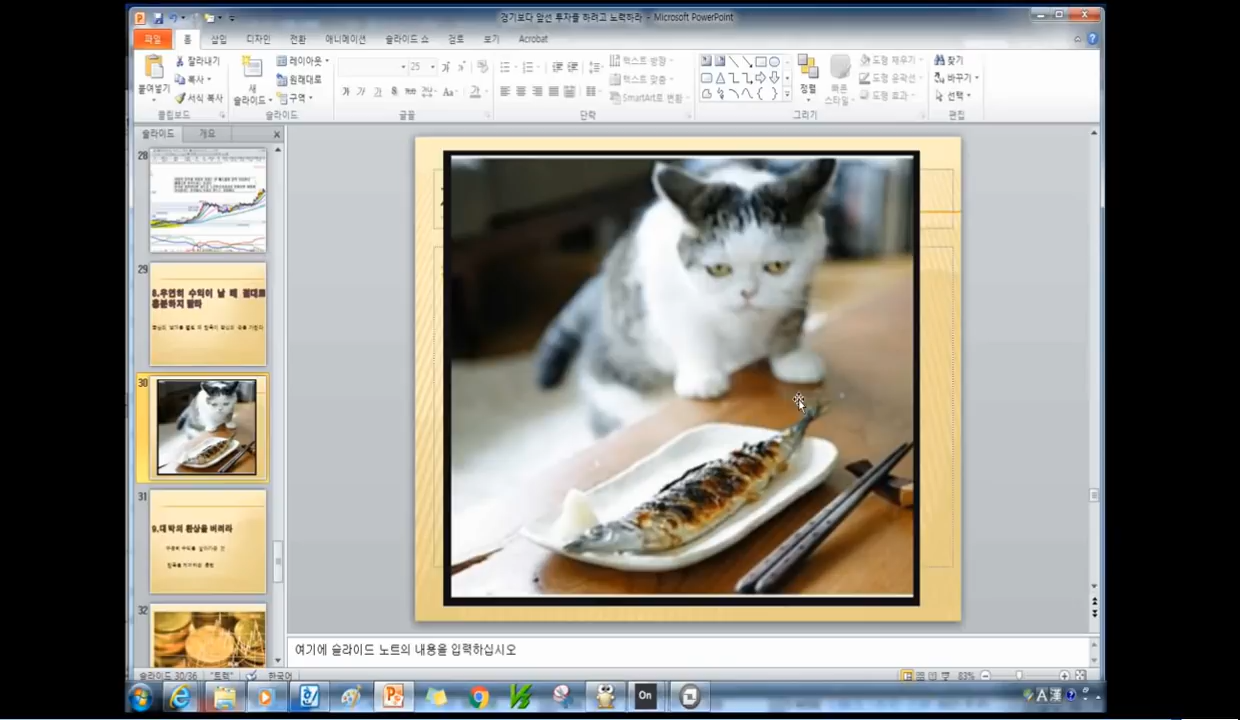 경기보다 앞선 투자를 하려고 노력하라 - Microsoft PowerPoint
파일 홈 삽입 디자인 전환 애니메이션 슬라이드 쇼 검토 보기 Acrobat
잘라내기
복사
서식 복사
붙여넣기
클립보드
새
슬라이드
레이아웃
원래대로
구역
슬라이드
25
가 가 가
글꼴
텍스트 방향
텍스트 맞춤
SmartArt로 변환
단락
정렬
빠른
스타일
도형 채우기
도형 윤곽선
도형 효과
그리기
찾기
바꾸기
선택
편집
슬라이드 개요
28
29
8.우연히 수익이 날 때 절대로
흥분하지 말라
30
31
9.대박의 환상을 버려라
32
여기에 슬라이드 노트의 내용을 입력하십시오
슬라이드 30/36 "트렉" 한국어
83%
On
A 漢